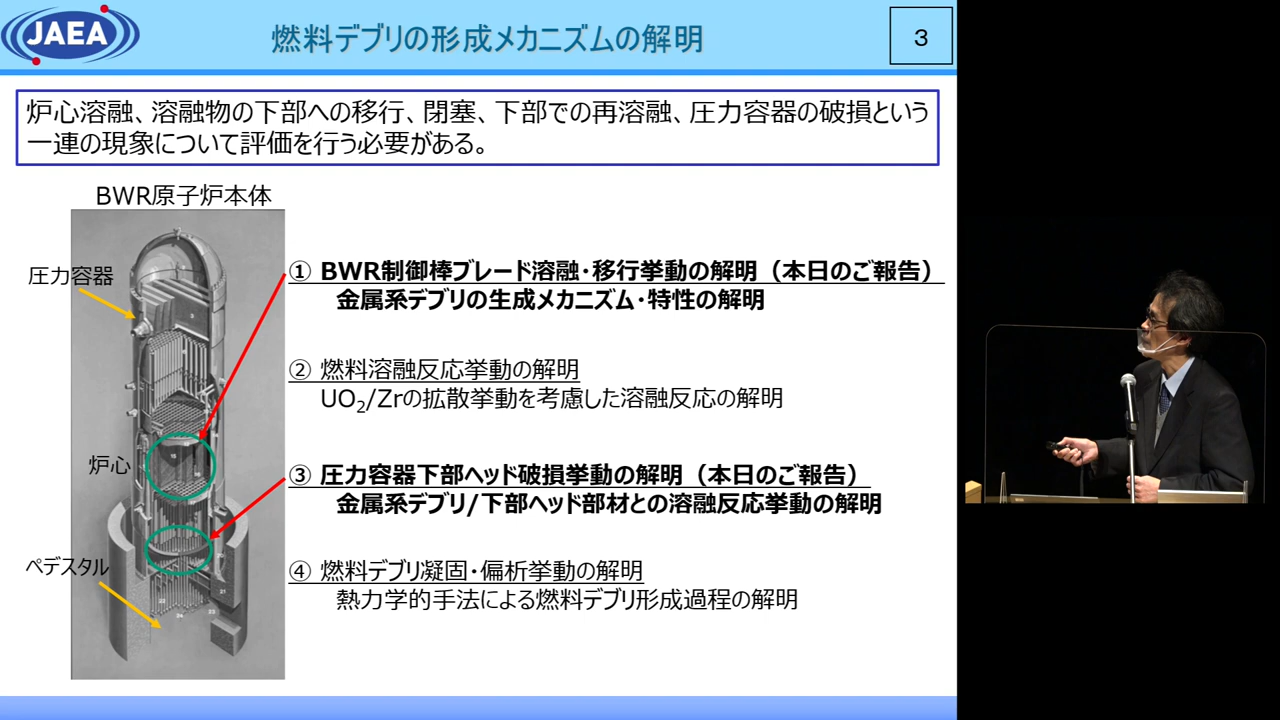 JAEA
燃料デブリの形成メカニズムの解明
3
炉心溶融、溶融物の下部への移行、閉塞、下部での再溶融、圧力容器の破損という
一連の現象について評価を行う必要がある。
BWR原子炉本体
圧力容器
① BWR制御棒ブレード溶融・移行挙動の解明（本日のご報告）
金属系デブリの生成メカニズム・特性の解明
② 燃料溶融反応挙動の解明
UO2/Zrの拡散挙動を考慮した溶融反応の解明
炉心
③ 圧力容器下部ヘッド破損挙動の解明（本日のご報告）
金属系デブリ/下部ヘッド部材との溶融反応挙動の解明
ペデスタル
④ 燃料デブリ凝固・偏析挙動の解明
熱力学的手法による燃料デブリ形成過程の解明